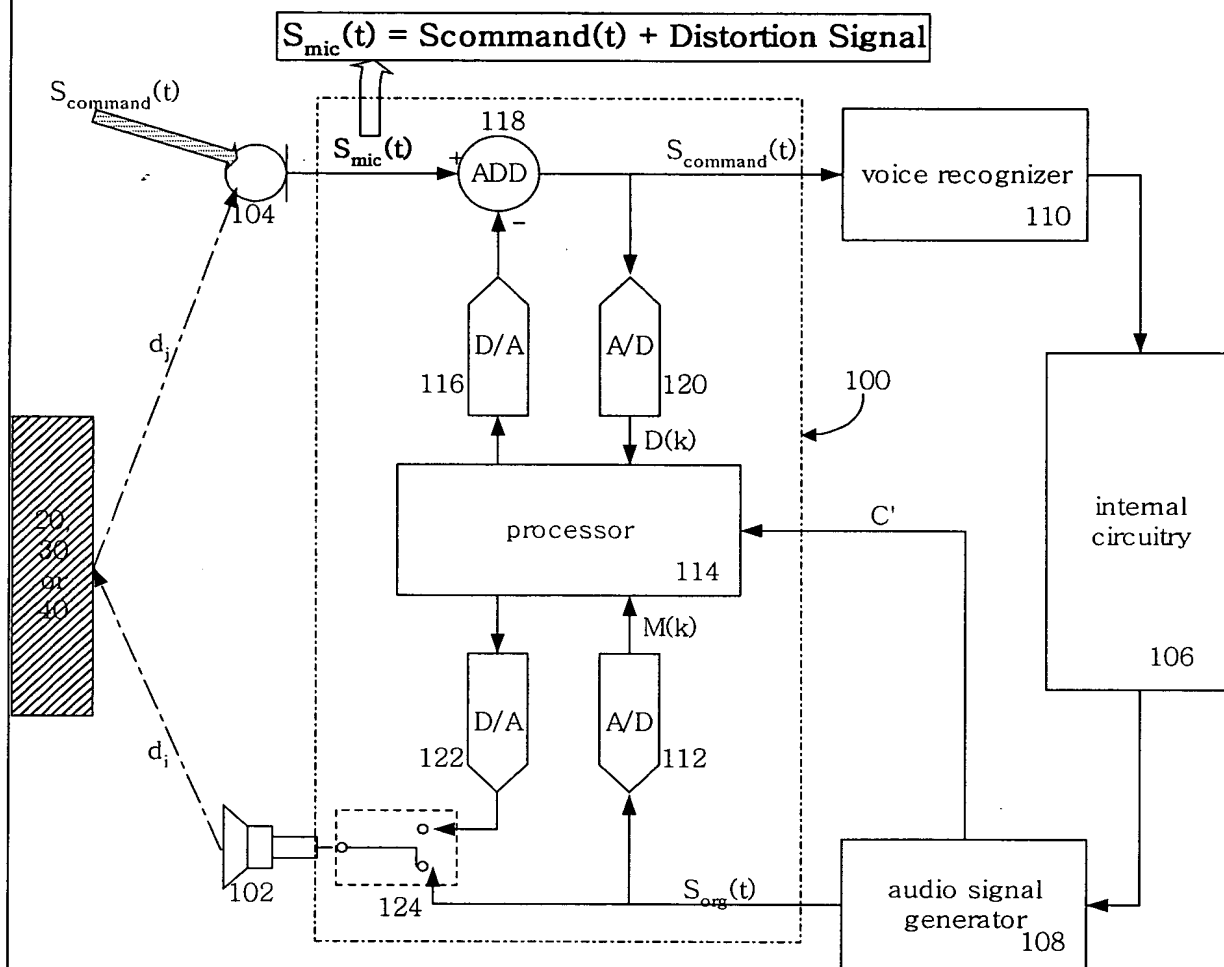 S_mic(t) = Scommand(t) + Distortion Signal
S_command(t)
118
S_mic(t)
+
ADD
−
S_command(t)
voice recognizer
110
104
D/A
116
A/D
120
100
d_j
D(k)
20,
30
or
40
processor
114
C'
internal
circuitry
106
M(k)
D/A
122
A/D
112
d_i
102
124
S_org(t)
audio signal
generator
108